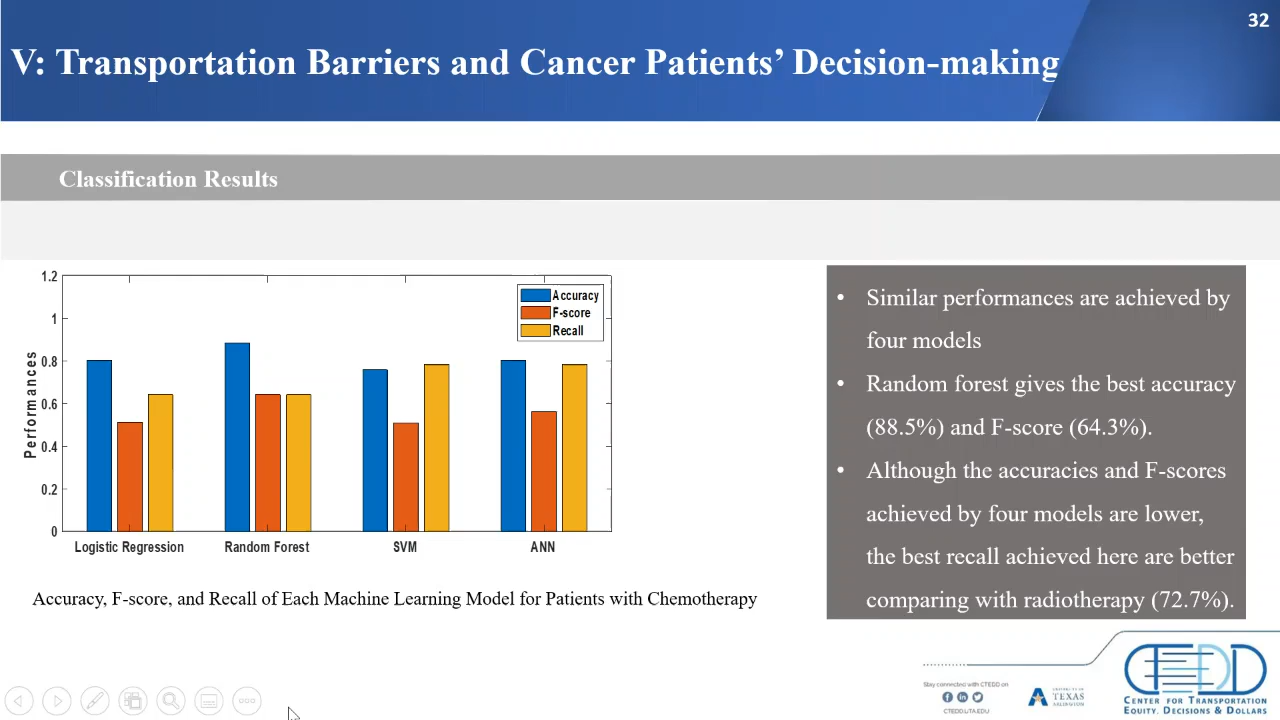 32
V: Transportation Barriers and Cancer Patients’ Decision-making
Classification Results
1.2
1
0.8
0.6
0.4
0.2
0
Performances
Accuracy
F-score
Recall
Logistic Regression
Random Forest
SVM
ANN
Accuracy, F-score, and Recall of Each Machine Learning Model for Patients with Chemotherapy
• Similar performances are achieved by
four models
• Random forest gives the best accuracy
(88.5%) and F-score (64.3%).
• Although the accuracies and F-scores
achieved by four models are lower,
the best recall achieved here are better
comparing with radiotherapy (72.7%).
Stay connected with CTEDD on
CTEDD.UTA.EDU
UNIVERSITY OF
TEXAS
ARLINGTON
CTEDD
CENTER FOR TRANSPORTATION
EQUITY, DECISIONS & DOLLARS